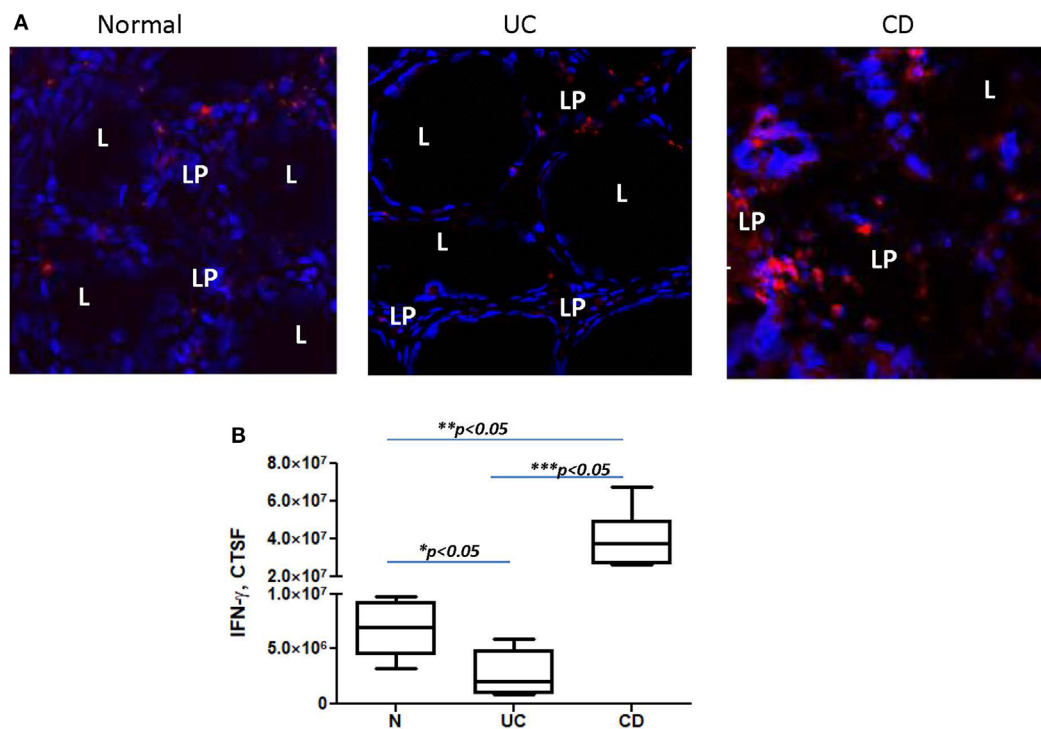 A Normal UC CD
L
LP
L
LP
L
L
LP
L
L
L
LP
LP
L
LP
LP
B
**p<0.05
***p<0.05
*p<0.05
8.0×10⁷
6.0×10⁷
4.0×10⁷
2.0×10⁷
1.0×10⁷
5.0×10⁶
0
IFN-γ, CTSF
N UC CD